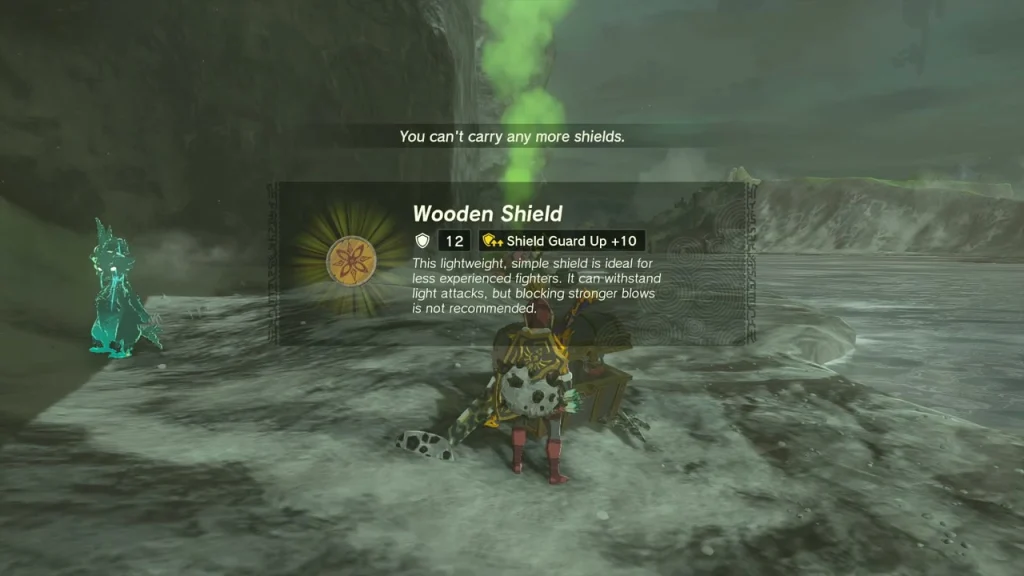 You can't carry any more shields.
Wooden Shield
12 Shield Guard Up +10
This lightweight, simple shield is ideal for
less experienced fighters. It can withstand
light attacks, but blocking stronger blows
is not recommended.